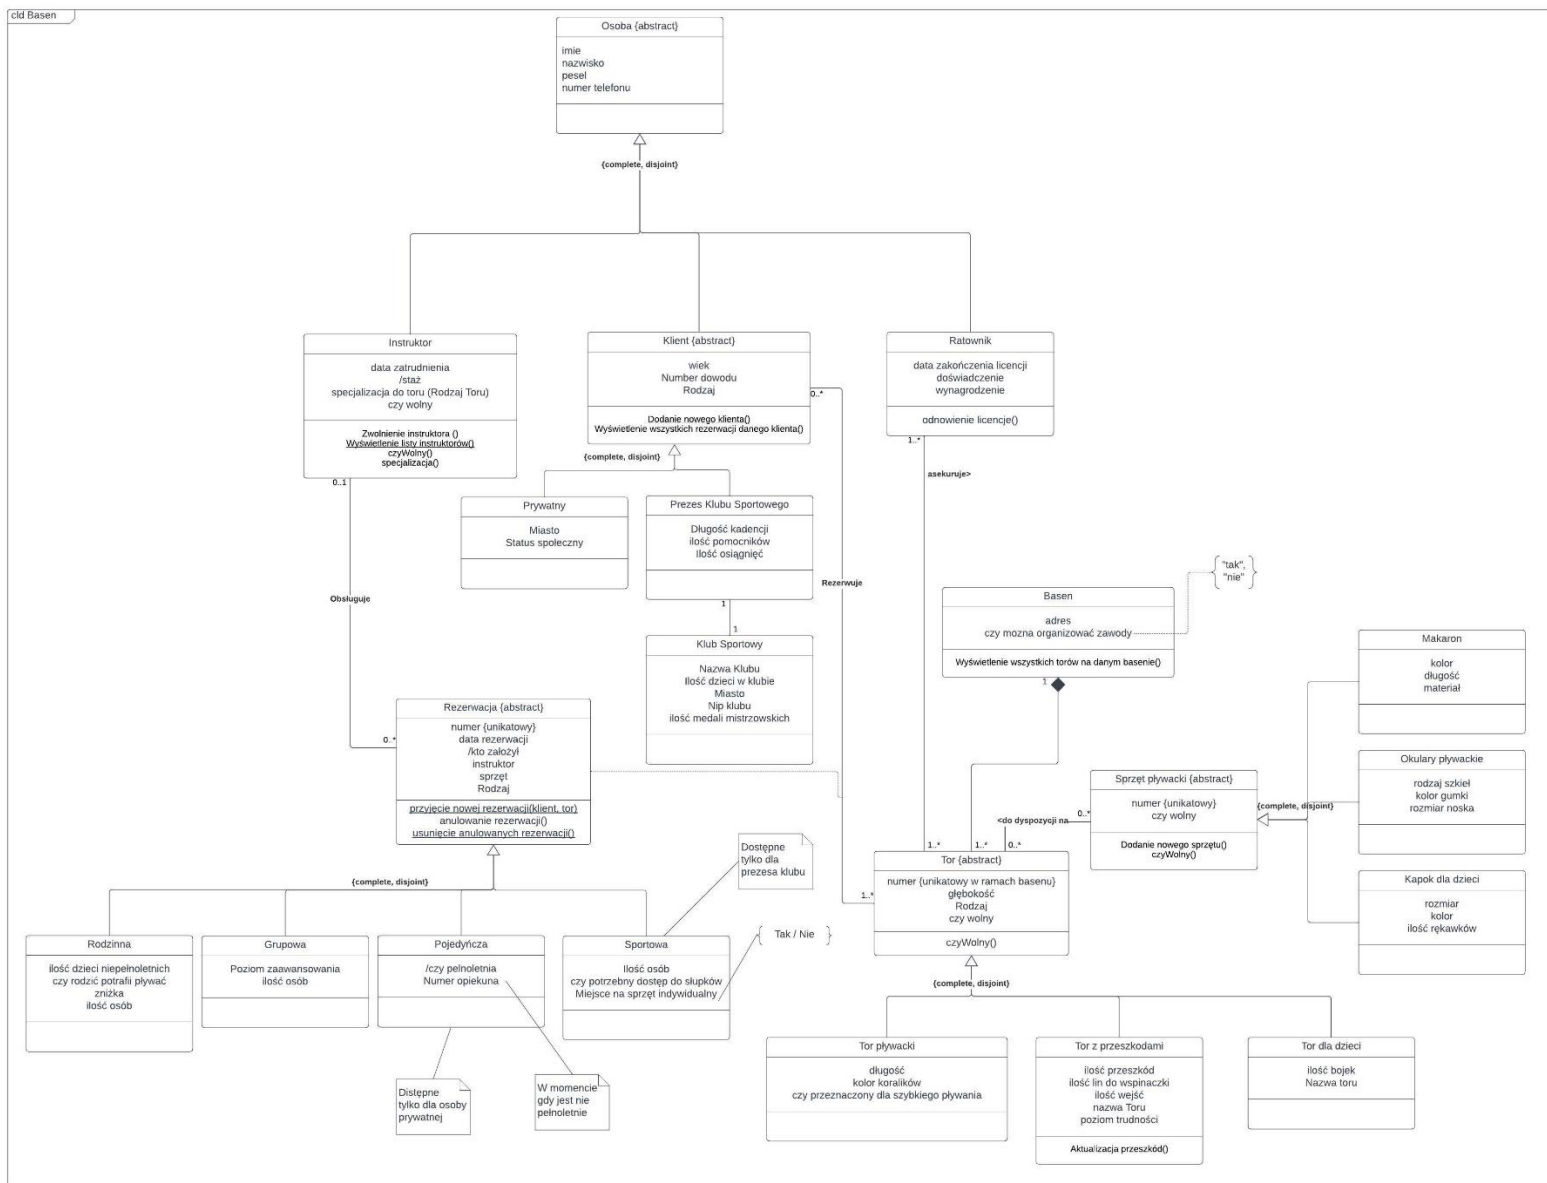 cld Basen
Osoba {abstract}
imie
nazwisko
pesel
numer telefonu
{complete, disjoint}
Instruktor
data zatrudnienia
/staż
specjalizacja do toru (Rodzaj Toru)
czy wolny
Zwolnienie instruktora ()
Wyświetlenie listy instruktorów()
czyWolny()
specjalizacja()
0..1
Klient {abstract}
wiek
Number dowodu
Rodzaj
Dodanie nowego klienta()
Wyświetlenie wszystkich rezerwacji danego klienta()
0..*
{complete, disjoint}
Ratownik
data zakończenia licencji
doświadczenie
wynagrodzenie
odnowienie licencje()
1..*
asekuruje>
Prywatny
Miasto
Status społeczny
Prezes Klubu Sportowego
Długość kadencji
ilość pomocników
Ilość osiągnięć
1
1
Klub Sportowy
Nazwa Klubu
Ilość dzieci w klubie
Miasto
Nip klubu
ilość medali mistrzowskich
Obsługuje
Rezerwuje
"tak",
"nie"
Basen
adres
czy mozna organizować zawody
Wyświetlenie wszystkich torów na danym basenie()
1
Makaron
kolor
długość
materiał
Rezerwacja {abstract}
numer {unikatowy}
data rezerwacji
/kto założył
instruktor
sprzęt
Rodzaj
przyjęcie nowej rezerwacji(klient, tor)
anulowanie rezerwacji()
usunięcie anulowanych rezerwacji()
0..*
Okulary pływackie
rodzaj szkieł
kolor gumki
rozmiar noska
Sprzęt pływacki {abstract}
numer {unikatowy}
czy wolny
Dodanie nowego sprzętu()
czyWolny()
{complete, disjoint}
0..*
<do dyspozycji na
1..*
1..*
0..*
Tor {abstract}
numer {unikatowy w ramach basenu}
głębokość
Rodzaj
czy wolny
czyWolny()
1..*
Kapok dla dzieci
rozmiar
kolor
ilość rękawków
Dostępne
tylko dla
prezesa klubu
{complete, disjoint}
Tak / Nie
Rodzinna
ilość dzieci niepełnoletnich
czy rodzić potrafii pływać
zniżka
ilość osób
Grupowa
Poziom zaawansowania
ilość osób
Pojedyńcza
/czy pelnoletnia
Numer opiekuna
Sportowa
Ilość osób
czy potrzebny dostęp do słupków
Miejsce na sprzęt indywidualny
{complete, disjoint}
Distępne
tylko dla osoby
prywatnej
W momencie
gdy jest nie
pełnoletnie
Tor pływacki
długość
kolor koralików
czy przeznaczony dla szybkiego pływania
Tor z przeszkodami
ilość przeszkód
ilość lin do wspinaczki
ilość wejść
nazwa Toru
poziom trudności
Aktualizacja przeszkód()
Tor dla dzieci
ilość bojek
Nazwa toru